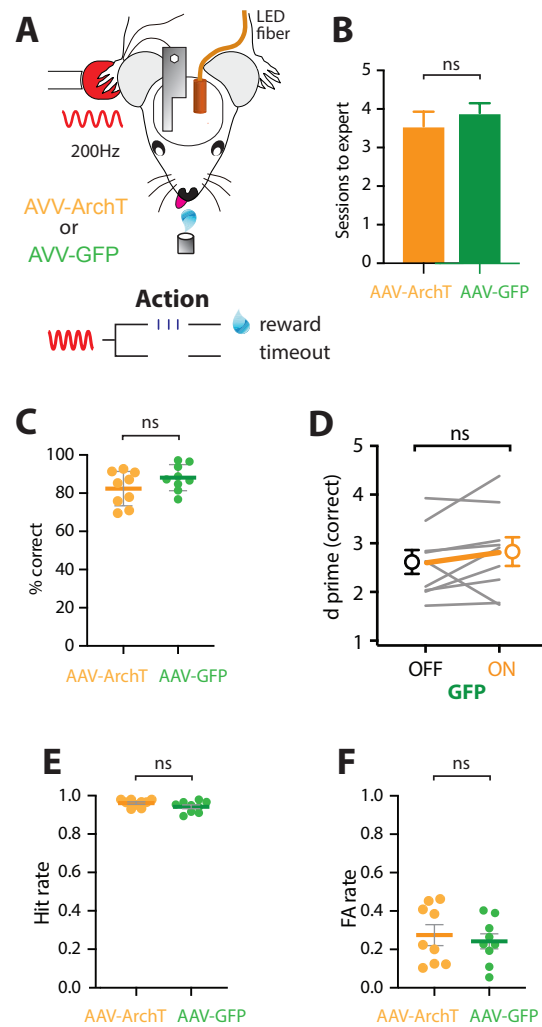 A
LED
fiber
200Hz
AVV-ArchT
or
AVV-GFP
Action
reward
timeout
B
ns
5
4
3
2
1
0
Sessions to expert
AAV-ArchT AAV-GFP
C
ns
100
80
60
40
20
0
% correct
AAV-ArchT AAV-GFP
D
ns
5
4
3
2
1
d prime (correct)
OFF ON
GFP
E
ns
1.0
0.8
0.6
0.4
0.2
0.0
Hit rate
AAV-ArchT AAV-GFP
F
ns
1.0
0.8
0.6
0.4
0.2
0.0
FA rate
AAV-ArchT AAV-GFP